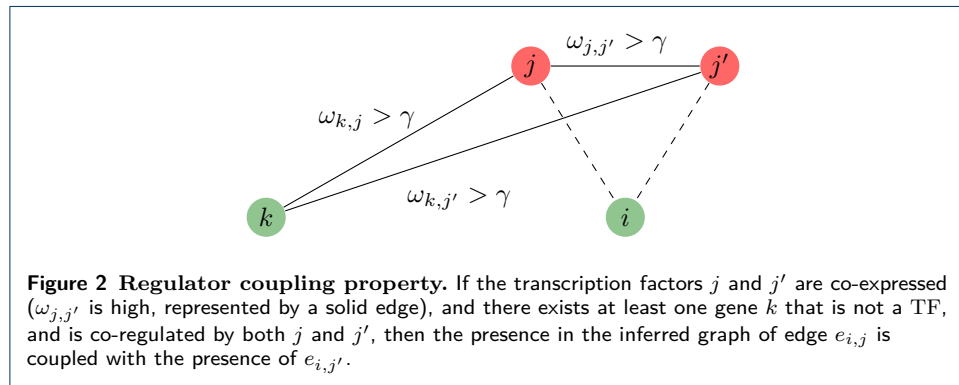 j
ω_{j,j'} > γ
j'
ω_{k,j} > γ
ω_{k,j'} > γ
k
i
Figure 2 Regulator coupling property. If the transcription factors j and j' are co-expressed
(ω_{j,j'} is high, represented by a solid edge), and there exists at least one gene k that is not a TF,
and is co-regulated by both j and j', then the presence in the inferred graph of edge e_{i,j} is
coupled with the presence of e_{i,j'}.